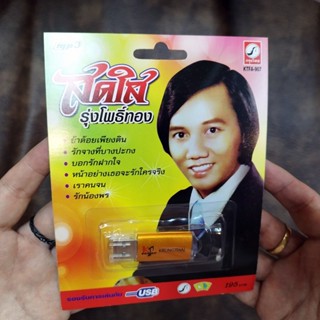 MP3
สดใส
รุ่งโพธิ์ทอง
KTFA-307
• ย้าด้อยเพียงดิน
• รักจางที่บางปะกง
• บอกรักฝากใจ
• หน้าอย่างเธอจะรักใครจริง
• เราคนจน
• รักน้องพร
USB